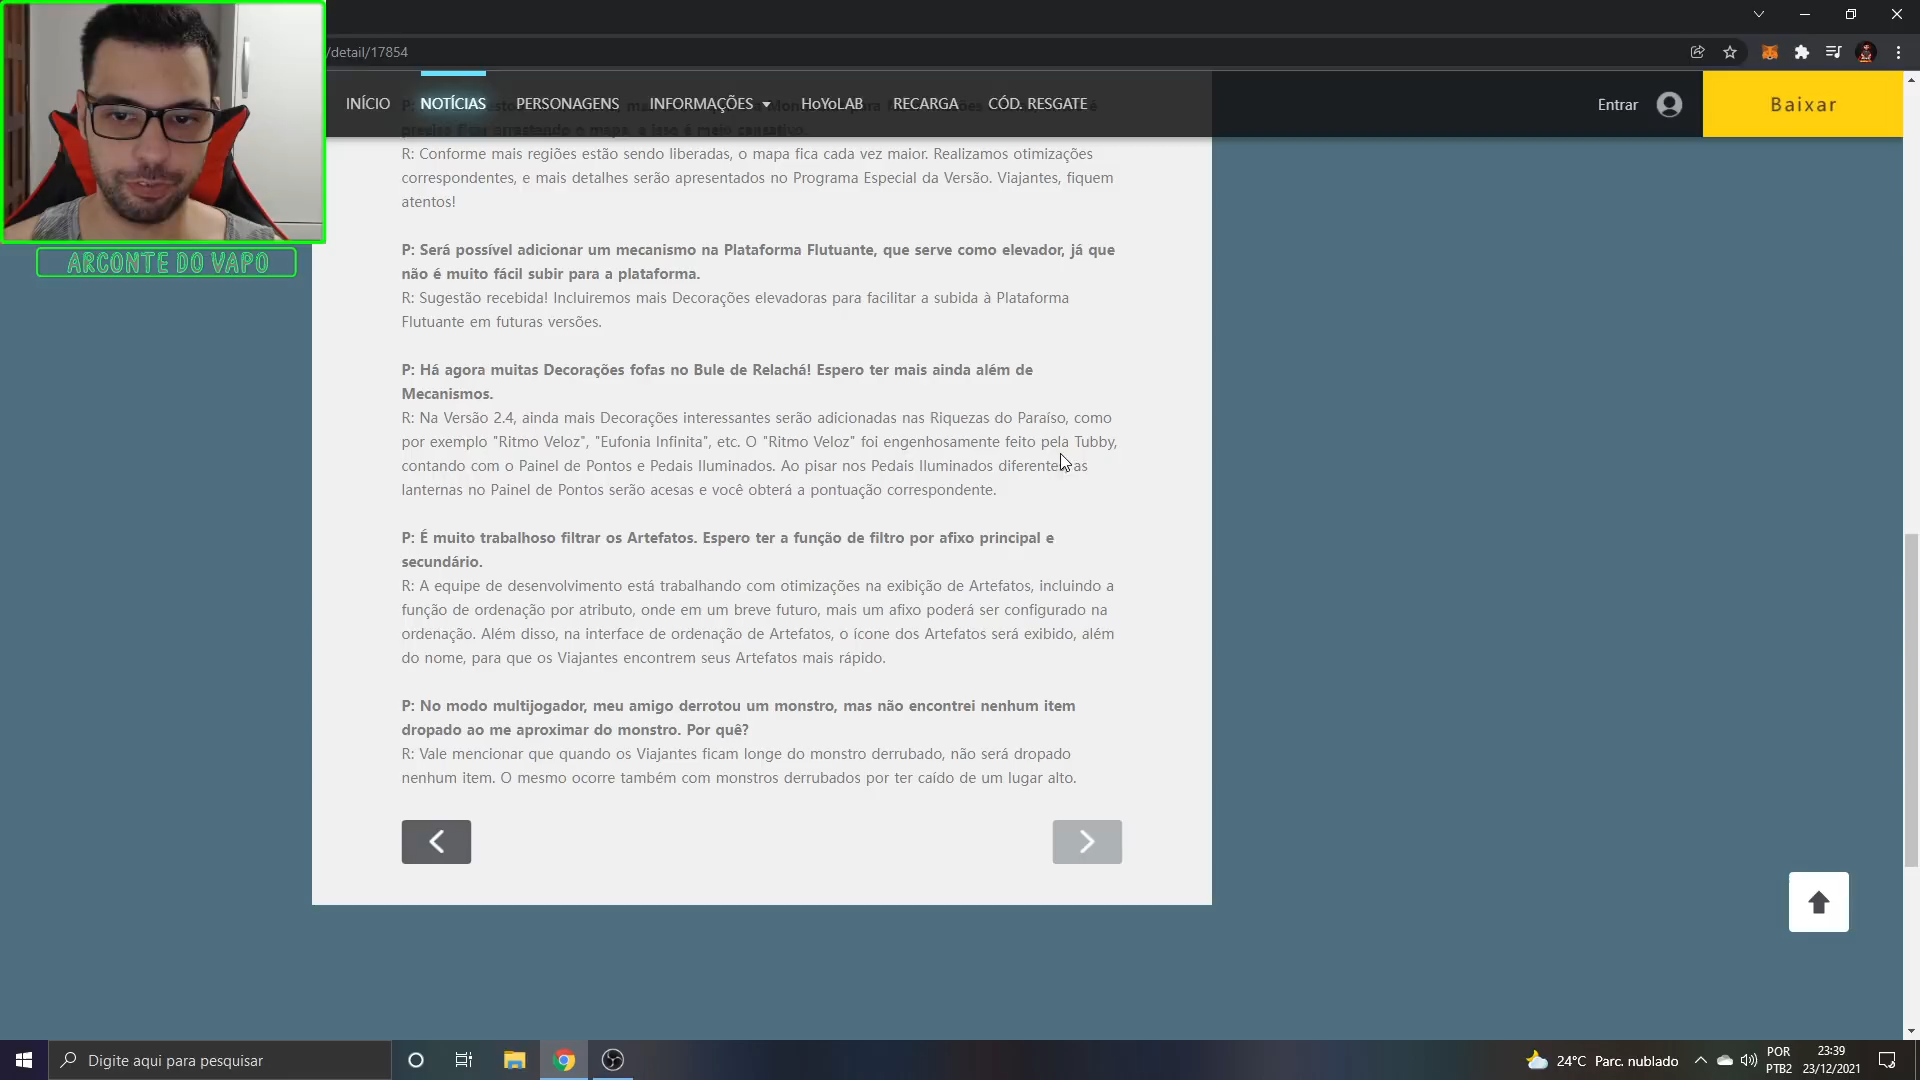 /detail/17854
INÍCIO NOTÍCIAS PERSONAGENS INFORMAÇÕES HoYoLAB RECARGA CÓD. RESGATE
Entrar
Baixar
R: Conforme mais regiões estão sendo liberadas, o mapa fica cada vez maior. Realizamos otimizações
correspondentes, e mais detalhes serão apresentados no Programa Especial da Versão. Viajantes, fiquem
atentos!
ARCONTE DO VAPO
P: Será possível adicionar um mecanismo na Plataforma Flutuante, que serve como elevador, já que
não é muito fácil subir para a plataforma.
R: Sugestão recebida! Incluiremos mais Decorações elevadoras para facilitar a subida à Plataforma
Flutuante em futuras versões.
P: Há agora muitas Decorações fofas no Bule de Relachá! Espero ter mais ainda além de
Mecanismos.
R: Na Versão 2.4, ainda mais Decorações interessantes serão adicionadas nas Riquezas do Paraíso, como
por exemplo "Ritmo Veloz", "Eufonia Infinita", etc. O "Ritmo Veloz" foi engenhosamente feito pela Tubby,
contando com o Painel de Pontos e Pedais Iluminados. Ao pisar nos Pedais Iluminados diferentes as
lanternas no Painel de Pontos serão acesas e você obterá a pontuação correspondente.
P: É muito trabalhoso filtrar os Artefatos. Espero ter a função de filtro por afixo principal e
secundário.
R: A equipe de desenvolvimento está trabalhando com otimizações na exibição de Artefatos, incluindo a
função de ordenação por atributo, onde em um breve futuro, mais um afixo poderá ser configurado na
ordenação. Além disso, na interface de ordenação de Artefatos, o ícone dos Artefatos será exibido, além
do nome, para que os Viajantes encontrem seus Artefatos mais rápido.
P: No modo multijogador, meu amigo derrotou um monstro, mas não encontrei nenhum item
dropado ao me aproximar do monstro. Por quê?
R: Vale mencionar que quando os Viajantes ficam longe do monstro derrubado, não será dropado
nenhum item. O mesmo ocorre também com monstros derrubados por ter caído de um lugar alto.
Digite aqui para pesquisar
24°C Parc. nublado
POR
PTB2
23:39
23/12/2021